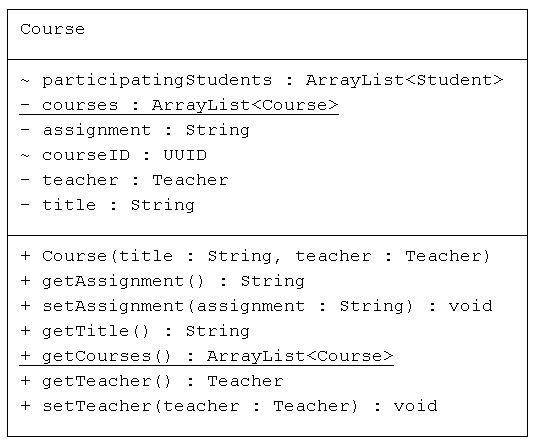 Course
~ participatingStudents : ArrayList<Student>
- courses : ArrayList<Course>
- assignment : String
~ courseID : UUID
- teacher : Teacher
- title : String
+ Course(title : String, teacher : Teacher)
+ getAssignment() : String
+ setAssignment(assignment : String) : void
+ getTitle() : String
+ getCourses() : ArrayList<Course>
+ getTeacher() : Teacher
+ setTeacher(teacher : Teacher) : void